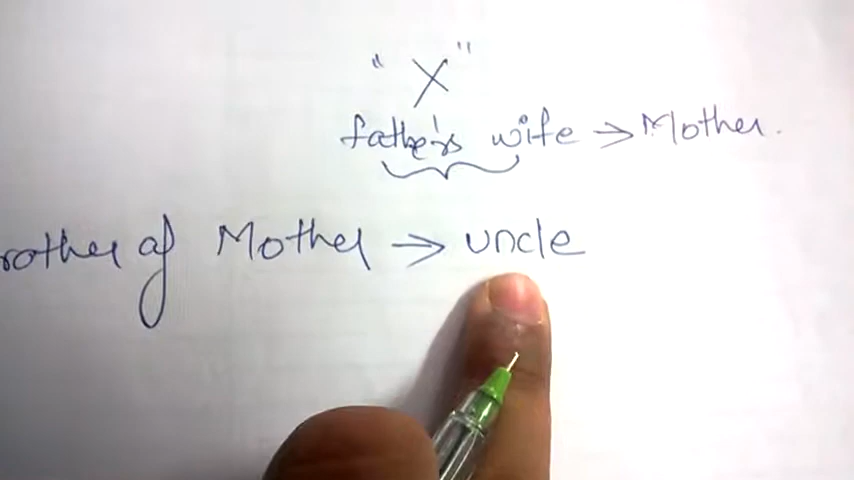 " X "
father's wife → Mother.
rother of Mother → uncle